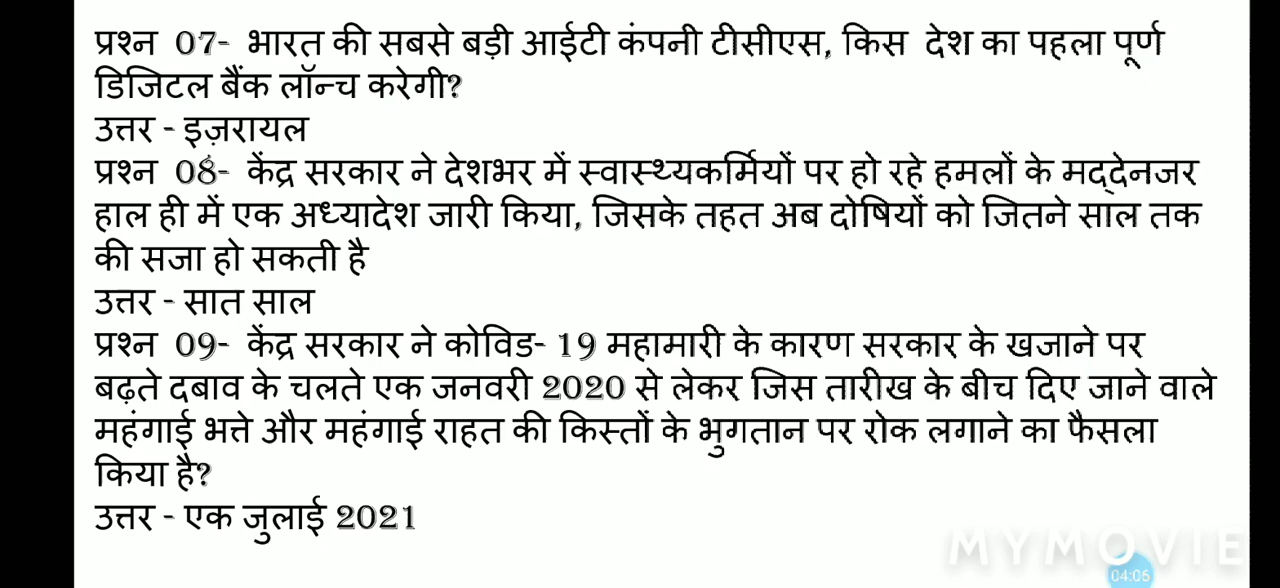 प्रश्न 07- भारत की सबसे बड़ी आईटी कंपनी टीसीएस, किस देश का पहला पूर्ण
डिजिटल बैंक लॉन्च करेगी?
उत्तर - इज़रायल
प्रश्न 08- केंद्र सरकार ने देशभर में स्वास्थ्यकर्मियों पर हो रहे हमलों के मद्देनजर
हाल ही में एक अध्यादेश जारी किया, जिसके तहत अब दोषियों को जितने साल तक
की सजा हो सकती है
उत्तर - सात साल
प्रश्न 09- केंद्र सरकार ने कोविड- 19 महामारी के कारण सरकार के खजाने पर
बढ़ते दबाव के चलते एक जनवरी 2020 से लेकर जिस तारीख के बीच दिए जाने वाले
महंगाई भत्ते और महंगाई राहत की किस्तों के भुगतान पर रोक लगाने का फैसला
किया है?
उत्तर - एक जुलाई 2021
MYMOVIE
04:06